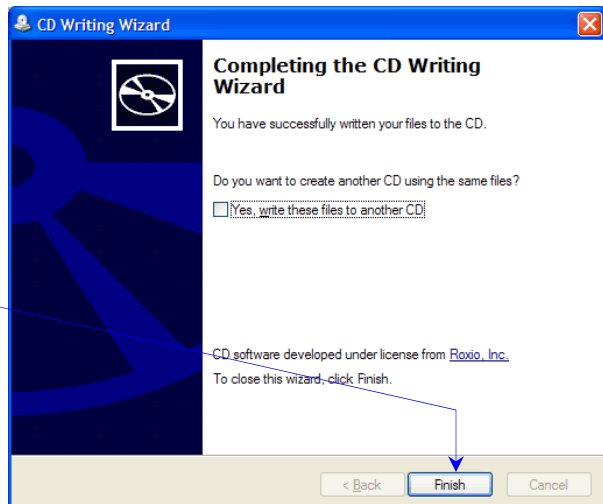 CD Writing Wizard
Completing the CD Writing
Wizard
You have successfully written your files to the CD.
Do you want to create another CD using the same files?
Yes, write these files to another CD
CD software developed under license from Roxio, Inc.
To close this wizard, click Finish.
< Back Finish Cancel